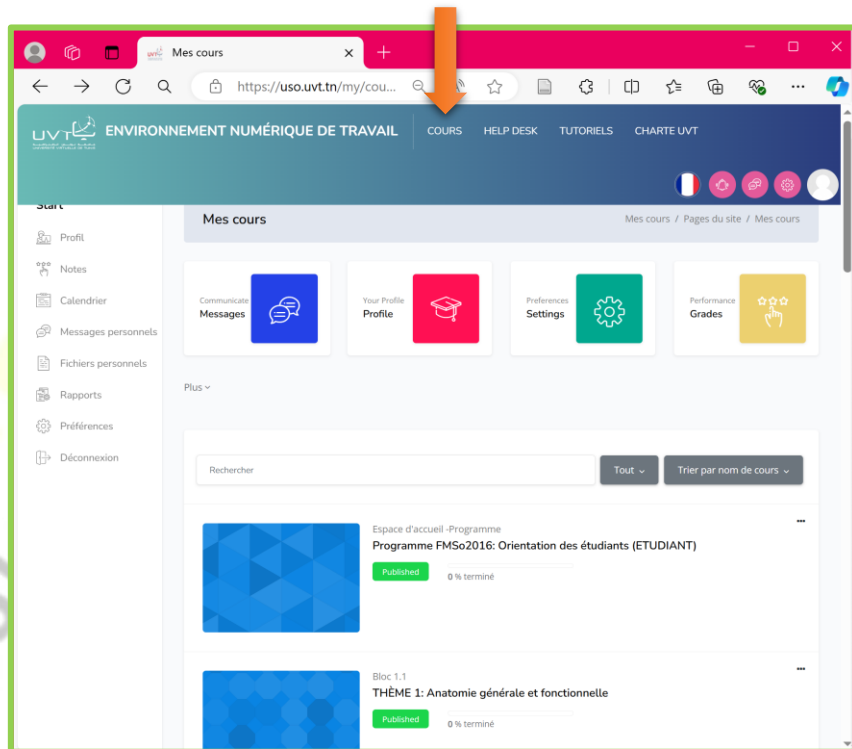 Mes cours
https://uso.uvt.tn/my/cou...
UVT ENVIRONNEMENT NUMÉRIQUE DE TRAVAIL COURS HELP DESK TUTORIELS CHARTE UVT
Start
Mes cours
Mes cours / Pages du site / Mes cours
Profil
Notes
Calendrier
Messages personnels
Fichiers personnels
Rapports
Préférences
Déconnexion
Communicate
Messages
Your Profile
Profile
Preferences
Settings
Performance
Grades
Plus
Rechercher
Tout
Trier par nom de cours
Espace d'accueil -Programme
Programme FMSo2016: Orientation des étudiants (ETUDIANT)
Published
0 % terminé
Bloc 1.1
THÈME 1: Anatomie générale et fonctionnelle
Published
0 % terminé